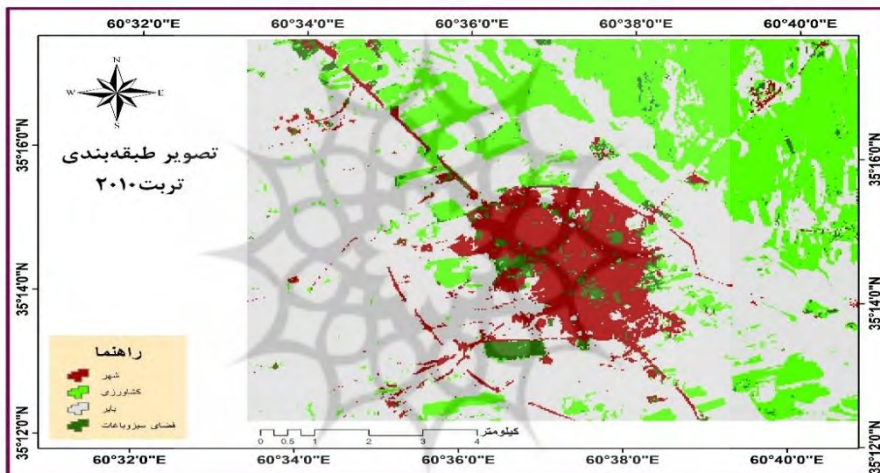 60°32'0"E 60°34'0"E 60°36'0"E 60°38'0"E 60°40'0"E
N
W E
S
تصویر طبقه‌بندی
تربت۲۰۱۰
35°16'0"N 35°16'0"N
35°14'0"N 35°14'0"N
راهنما
شهر
کشاورزی
بایر
فضای سبزوباغات
کیلومتر
0 0.5 1 2 3 4
35°12'0"N 35°12'0"N
60°32'0"E 60°34'0"E 60°36'0"E 60°38'0"E 60°40'0"E